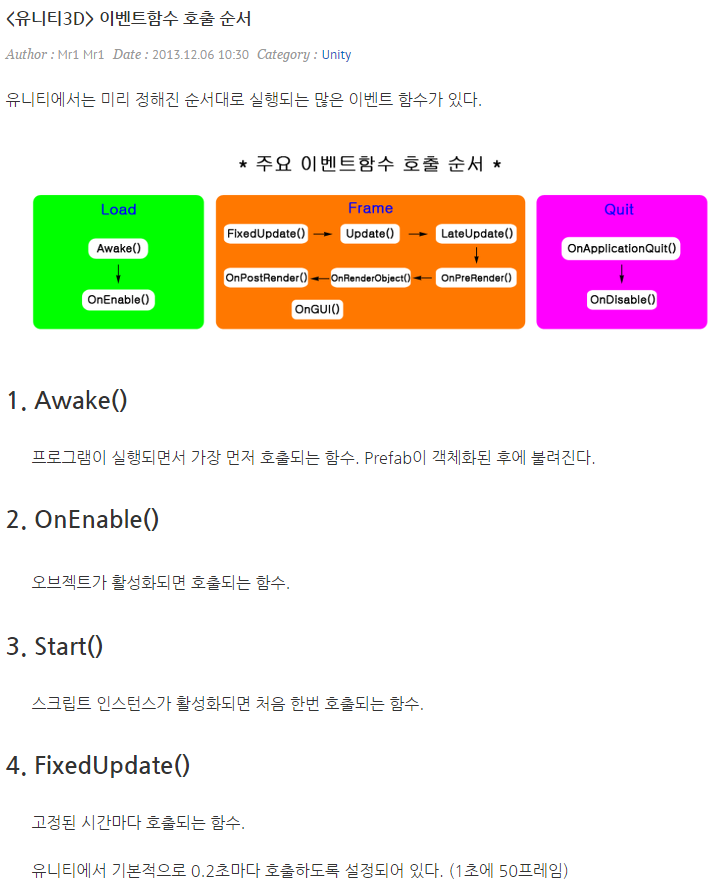 <유니티3D> 이벤트함수 호출 순서
Author : Mr1 Mr1 Date : 2013.12.06 10:30 Category : Unity
유니티에서는 미리 정해진 순서대로 실행되는 많은 이벤트 함수가 있다.
* 주요 이벤트함수 호출 순서 *
Load
Awake()
OnEnable()
Frame
FixedUpdate()
Update()
LateUpdate()
OnPreRender()
OnRenderObject()
OnPostRender()
OnGUI()
Quit
OnApplicationQuit()
OnDisable()
1. Awake()
프로그램이 실행되면서 가장 먼저 호출되는 함수. Prefab이 객체화된 후에 불려진다.
2. OnEnable()
오브젝트가 활성화되면 호출되는 함수.
3. Start()
스크립트 인스턴스가 활성화되면 처음 한번 호출되는 함수.
4. FixedUpdate()
고정된 시간마다 호출되는 함수.
유니티에서 기본적으로 0.2초마다 호출하도록 설정되어 있다. (1초에 50프레임)